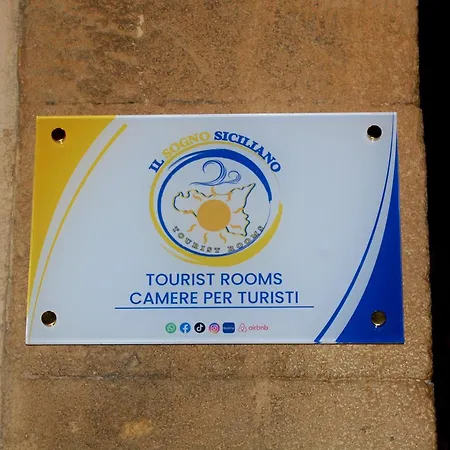 IL SOGNO SICILIANO
TOURIST ROOMS
TOURIST ROOMS
CAMERE PER TURISTI
airbnb